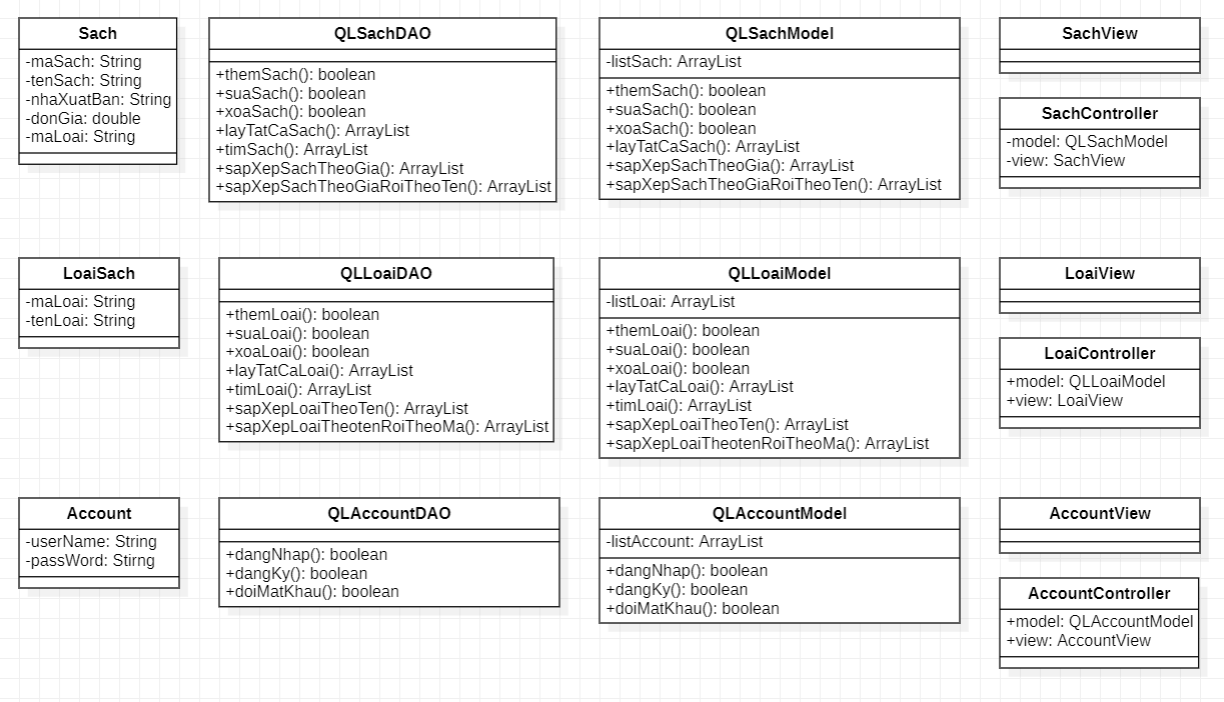 Sach
-maSach: String
-tenSach: String
-nhaXuatBan: String
-donGia: double
-maLoai: String
QLSachDAO
+themSach(): boolean
+suaSach(): boolean
+xoaSach(): boolean
+layTatCaSach(): ArrayList
+timSach(): ArrayList
+sapXepSachTheoGia(): ArrayList
+sapXepSachTheoGiaRoiTheoTen(): ArrayList
QLSachModel
-listSach: ArrayList
+themSach(): boolean
+suaSach(): boolean
+xoaSach(): boolean
+layTatCaSach(): ArrayList
+timSach(): ArrayList
+sapXepSachTheoGia(): ArrayList
+sapXepSachTheoGiaRoiTheoTen(): ArrayList
SachView
SachController
-model: QLSachModel
-view: SachView
LoaiSach
-maLoai: String
-tenLoai: String
QLLoaiDAO
+themLoai(): boolean
+suaLoai(): boolean
+xoaLoai(): boolean
+layTatCaLoai(): ArrayList
+timLoai(): ArrayList
+sapXepLoaiTheoTen(): ArrayList
+sapXepLoaiTheotenRoiTheoMa(): ArrayList
QLLoaiModel
-listLoai: ArrayList
+themLoai(): boolean
+suaLoai(): boolean
+xoaLoai(): boolean
+layTatCaLoai(): ArrayList
+timLoai(): ArrayList
+sapXepLoaiTheoTen(): ArrayList
+sapXepLoaiTheotenRoiTheoMa(): ArrayList
LoaiView
LoaiController
+model: QLLoaiModel
+view: LoaiView
Account
-userName: String
-passWord: Stirng
QLAccountDAO
+dangNhap(): boolean
+dangKy(): boolean
+doiMatKhau(): boolean
QLAccountModel
-listAccount: ArrayList
+dangNhap(): boolean
+dangKy(): boolean
+doiMatKhau(): boolean
AccountView
AccountController
+model: QLAccountModel
+view: AccountView